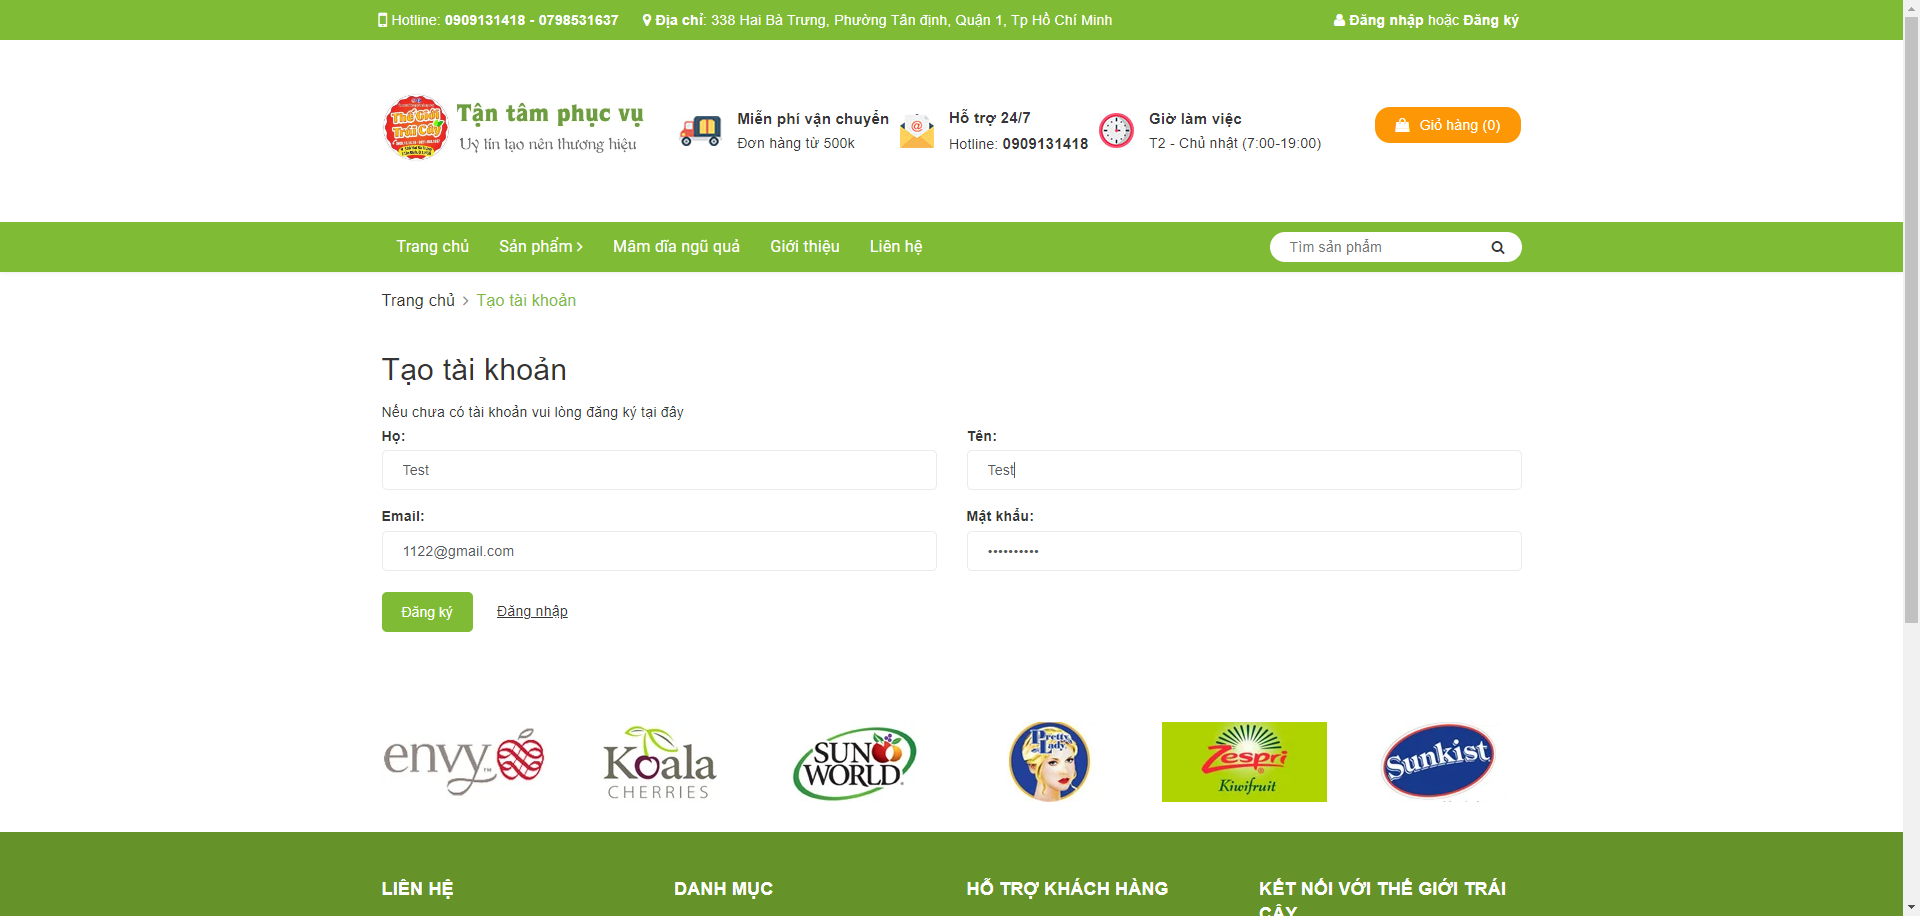 Hotline: 0909131418 - 0798531637 Địa chỉ: 338 Hai Bà Trưng, Phường Tân định, Quận 1, Tp Hồ Chí Minh Đăng nhập hoặc Đăng ký
Thế Giới
Trái Cây
Tận tâm phục vụ
Uy tín tạo nên thương hiệu
Miễn phí vận chuyển
Đơn hàng từ 500k
Hỗ trợ 24/7
Hotline: 0909131418
Giờ làm việc
T2 - Chủ nhật (7:00-19:00)
Giỏ hàng (0)
Trang chủ Sản phẩm Mâm dĩa ngũ quả Giới thiệu Liên hệ Tìm sản phẩm
Trang chủ > Tạo tài khoản
Tạo tài khoản
Nếu chưa có tài khoản vui lòng đăng ký tại đây
Họ: Tên:
Test Test
Email: Mật khẩu:
1122@gmail.com ••••••••••
Đăng ký Đăng nhập
envy™
Koala
CHERRIES
SUN
WORLD
Pretty
Lady
Zespri
Kiwifruit
Sunkist
LIÊN HỆ DANH MỤC HỖ TRỢ KHÁCH HÀNG KẾT NỐI VỚI THẾ GIỚI TRÁI
CÂY